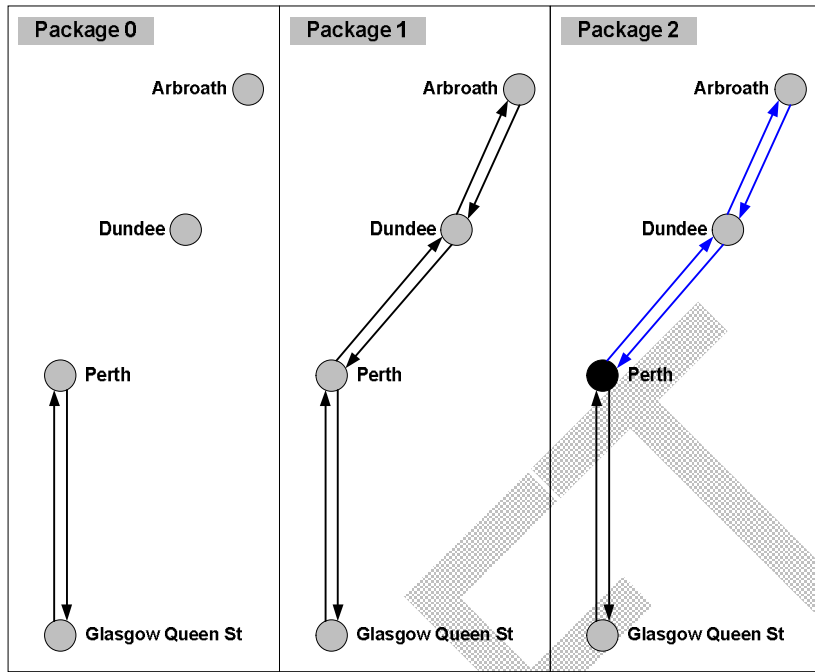 Package 0
Arbroath
Dundee
Perth
Glasgow Queen St
Package 1
Arbroath
Dundee
Perth
Glasgow Queen St
Package 2
Arbroath
Dundee
Perth
Glasgow Queen St